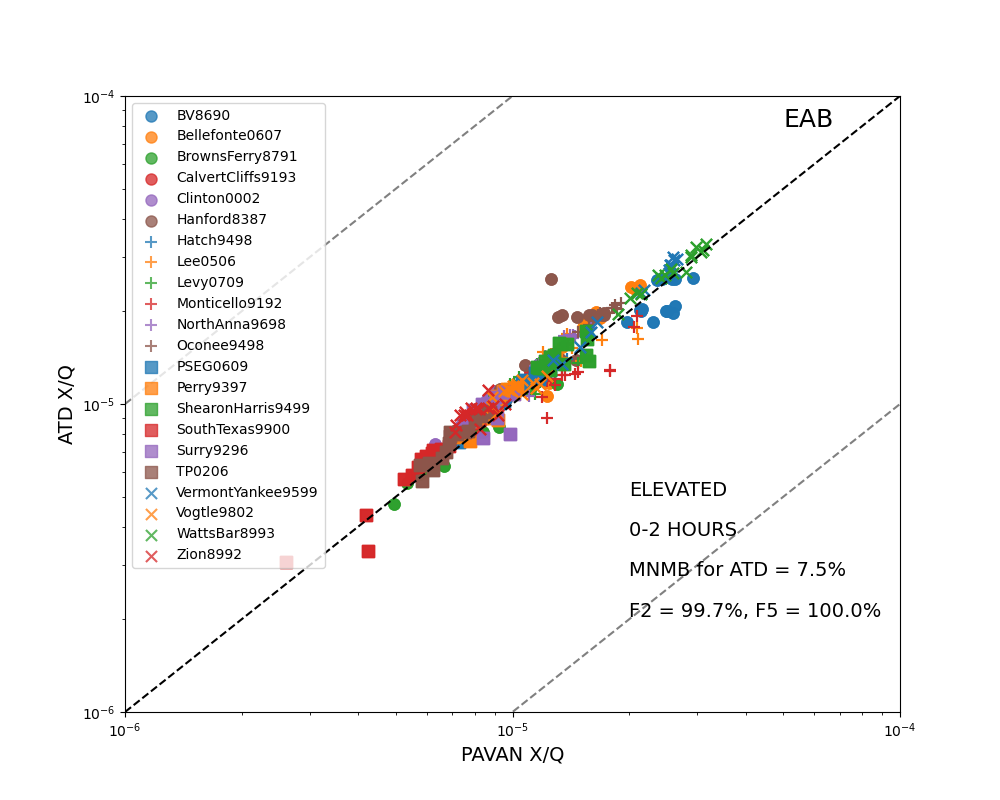 10⁻⁴
EAB
BV8690
Bellefonte0607
BrownsFerry8791
CalvertCliffs9193
Clinton0002
Hanford8387
Hatch9498
Lee0506
Levy0709
Monticello9192
NorthAnna9698
Oconee9498
PSEG0609
Perry9397
ShearonHarris9499
SouthTexas9900
Surry9296
TP0206
VermontYankee9599
Vogtle9802
WattsBar8993
Zion8992
ATD X/Q
10⁻⁵
ELEVATED
0-2 HOURS
MNMB for ATD = 7.5%
F2 = 99.7%, F5 = 100.0%
10⁻⁶
10⁻⁶ 10⁻⁵ 10⁻⁴
PAVAN X/Q